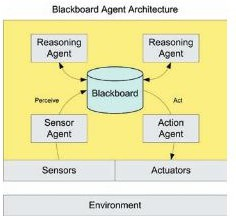 Blackboard Agent Architecture
Reasoning
Agent
Reasoning
Agent
Blackboard
Perceive
Act
Sensor
Agent
Action
Agent
Sensors
Actuators
Environment